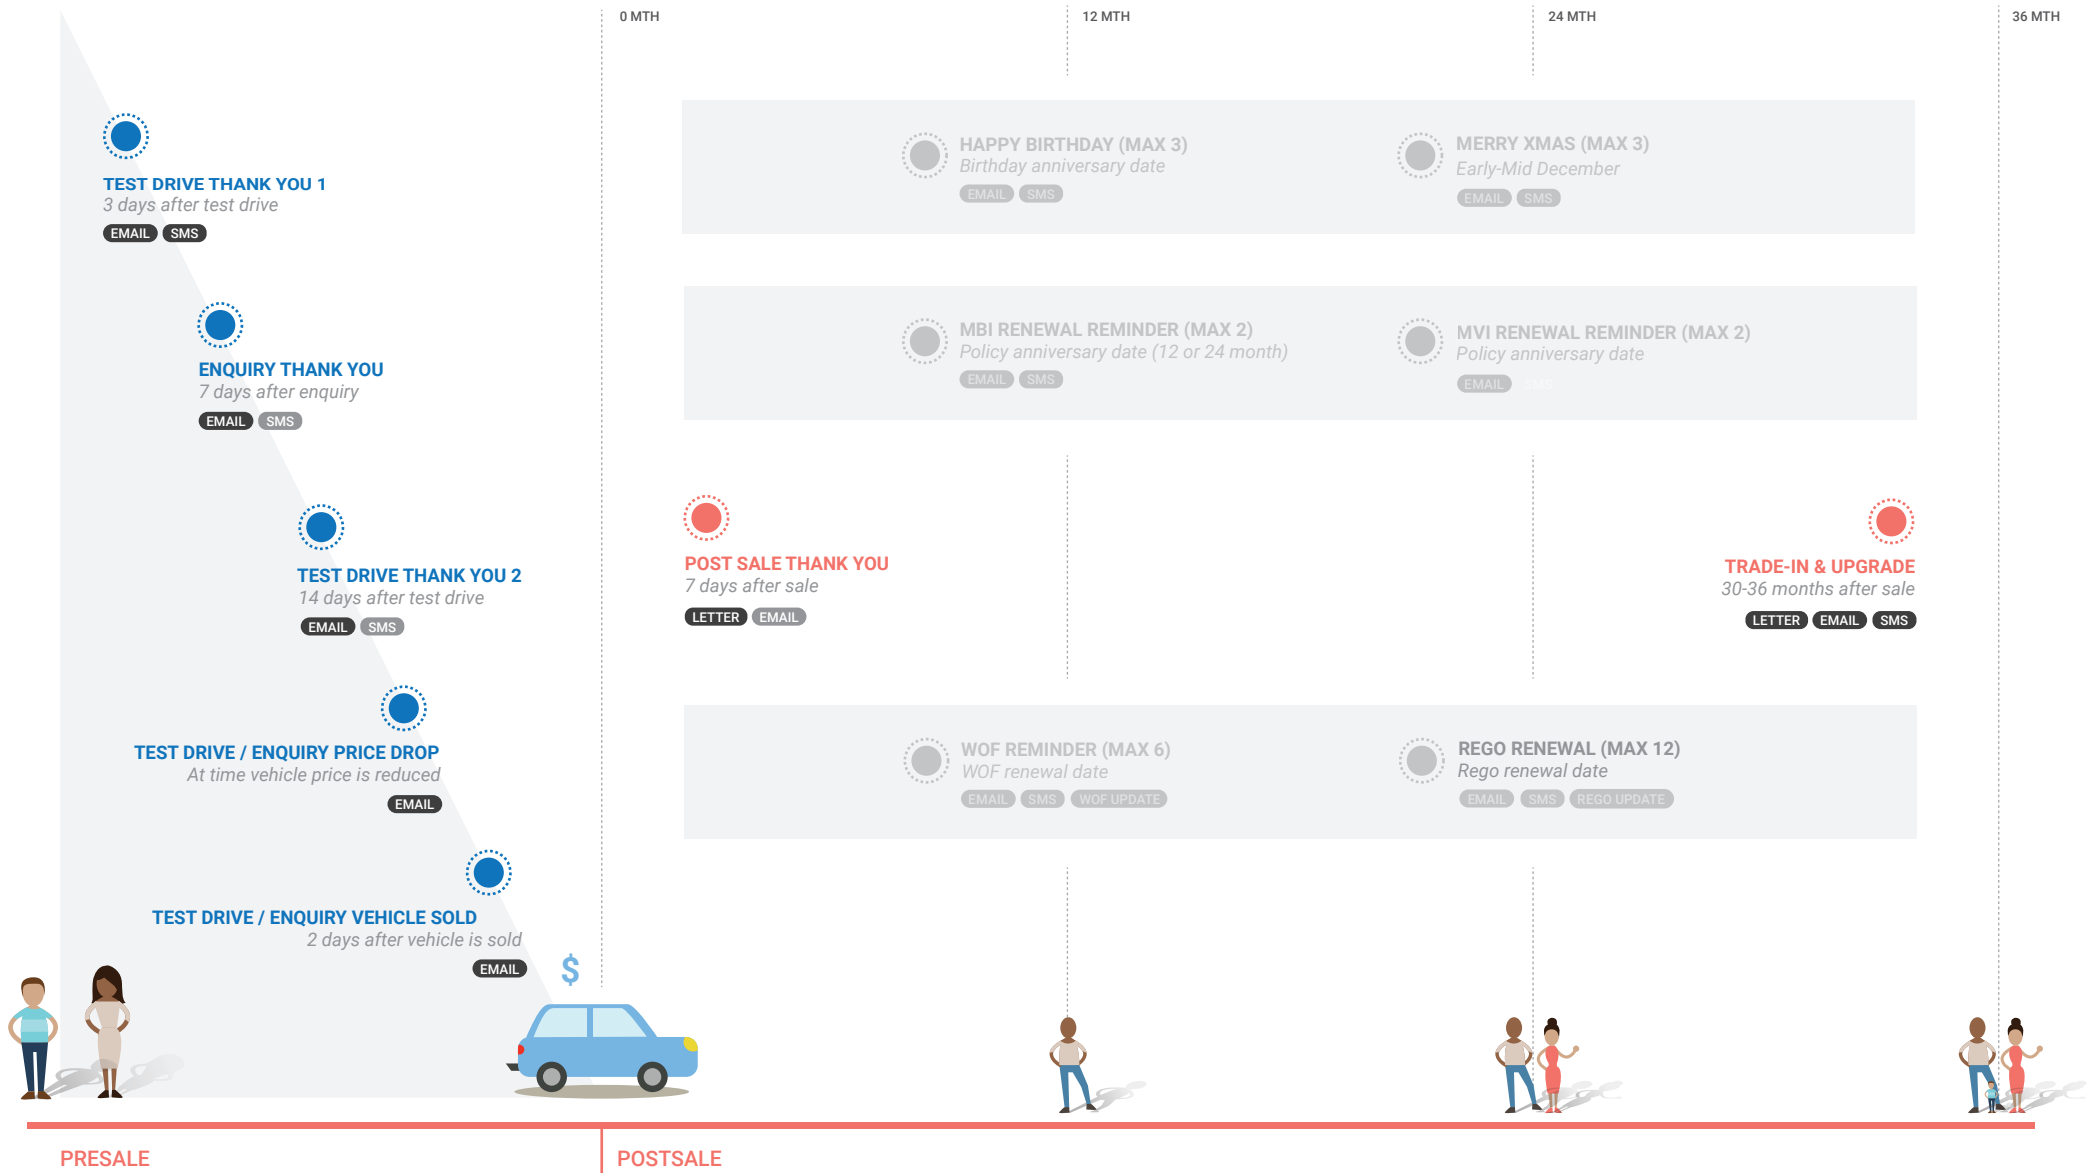 0 MTH
12 MTH
24 MTH
36 MTH
TEST DRIVE THANK YOU 1
3 days after test drive
EMAIL SMS
ENQUIRY THANK YOU
7 days after enquiry
EMAIL SMS
TEST DRIVE THANK YOU 2
14 days after test drive
EMAIL SMS
TEST DRIVE / ENQUIRY PRICE DROP
At time vehicle price is reduced
EMAIL
TEST DRIVE / ENQUIRY VEHICLE SOLD
2 days after vehicle is sold
EMAIL
$
HAPPY BIRTHDAY (MAX 3)
Birthday anniversary date
EMAIL SMS
MERRY XMAS (MAX 3)
Early-Mid December
EMAIL SMS
MBI RENEWAL REMINDER (MAX 2)
Policy anniversary date (12 or 24 month)
EMAIL SMS
MVI RENEWAL REMINDER (MAX 2)
Policy anniversary date
EMAIL SMS
POST SALE THANK YOU
7 days after sale
LETTER EMAIL
TRADE-IN & UPGRADE
30-36 months after sale
LETTER EMAIL SMS
WOF REMINDER (MAX 6)
WOF renewal date
EMAIL SMS WOF UPDATE
REGO RENEWAL (MAX 12)
Rego renewal date
EMAIL SMS REGO UPDATE
PRESALE
POSTSALE